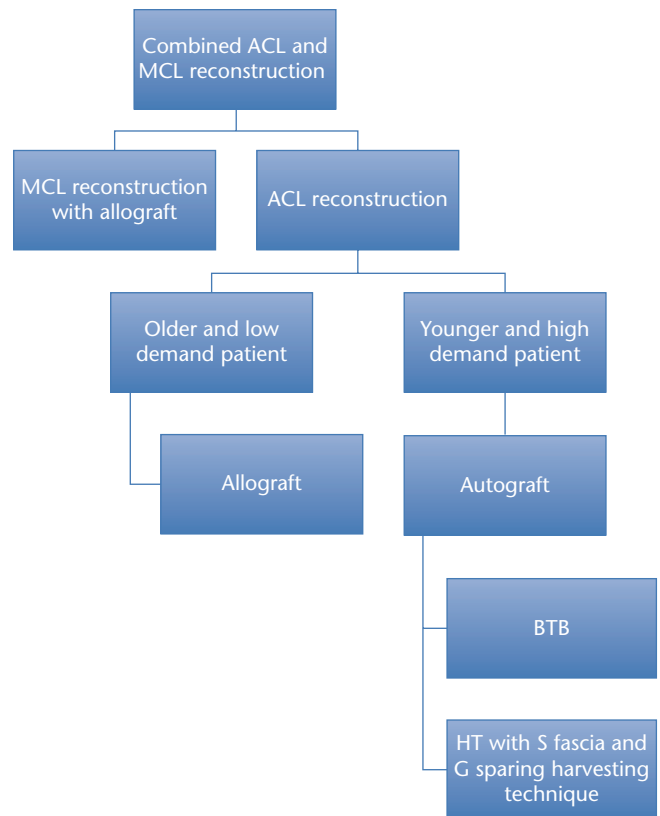 Combined ACL and
MCL reconstruction
MCL reconstruction
with allograft
ACL reconstruction
Older and low
demand patient
Younger and high
demand patient
Allograft
Autograft
BTB
HT with S fascia and
G sparing harvesting
technique